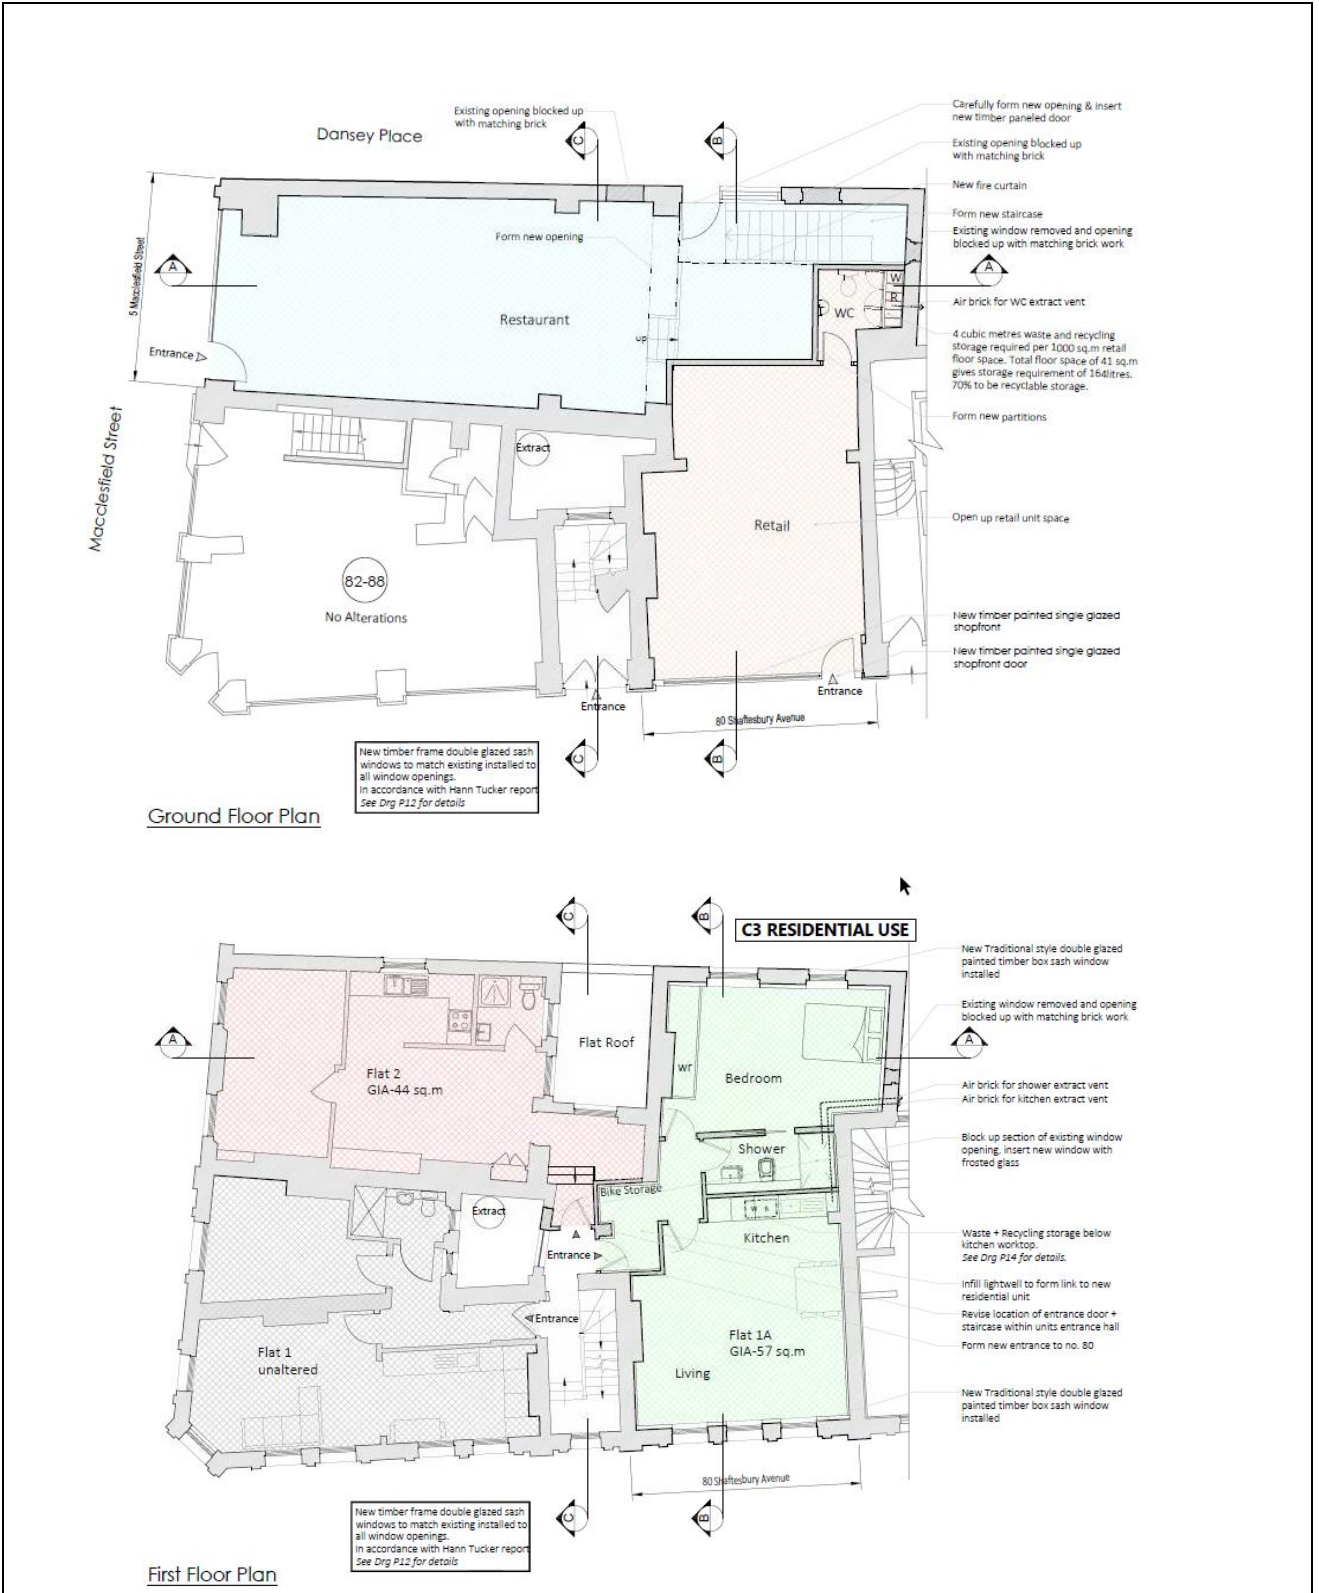 Dansey Place
Existing opening blocked up
with matching brick
C
B
Carefully form new opening & insert
new timber paneled door
Existing opening blocked up
with matching brick
New fire curtain
Form new staircase
Existing window removed and opening
blocked up with matching brick work
5 Macclesfield Street
A
Form new opening
Restaurant
up
WC
W
R
A
Air brick for WC extract vent
4 cubic metres waste and recycling
storage required per 1000 sq.m retail
floor space. Total floor space of 41 sq.m
gives storage requirement of 164litres.
70% to be recyclable storage.
Entrance
Macclesfield Street
Form new partitions
Extract
Retail
Open up retail unit space
82-88
No Alterations
New timber painted single glazed
shopfront
New timber painted single glazed
shopfront door
Entrance
Entrance
80 Shaftesbury Avenue
C
B
New timber frame double glazed sash
windows to match existing installed to
all window openings.
In accordance with Hann Tucker report
See Drg P12 for details
Ground Floor Plan
C
B
C3 RESIDENTIAL USE
New Traditional style double glazed
painted timber box sash window
installed
Existing window removed and opening
blocked up with matching brick work
A
A
Flat Roof
Flat 2
GIA-44 sq.m
wr
Bedroom
Air brick for shower extract vent
Air brick for kitchen extract vent
Block up section of existing window
opening, insert new window with
frosted glass
Shower
Bike Storage
W R
Extract
Kitchen
Entrance
Waste + Recycling storage below
kitchen worktop.
See Drg P14 for details.
Infill lightwell to form link to new
residential unit
Revise location of entrance door +
staircase within units entrance hall
Form new entrance to no. 80
Entrance
Flat 1
unaltered
Flat 1A
GIA-57 sq.m
Living
New Traditional style double glazed
painted timber box sash window
installed
80 Shaftesbury Avenue
C
B
New timber frame double glazed sash
windows to match existing installed to
all window openings.
In accordance with Hann Tucker report
See Drg P12 for details
First Floor Plan